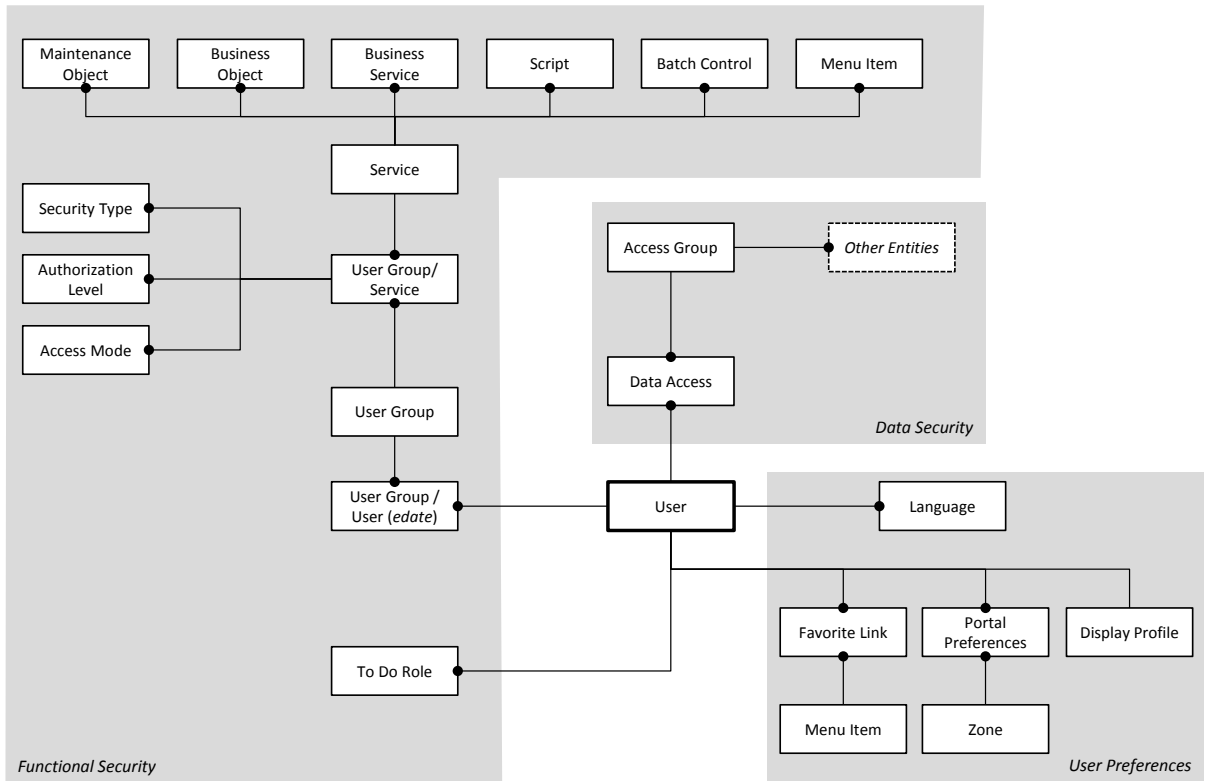 Maintenance
Object
Business
Object
Business
Service
Script
Batch Control
Menu Item
Service
Security Type
Authorization
Level
Access Mode
User Group/
Service
User Group
User Group /
User (edate)
To Do Role
Functional Security
Access Group
Other Entities
Data Access
Data Security
User
Language
Favorite Link
Portal
Preferences
Display Profile
Menu Item
Zone
User Preferences